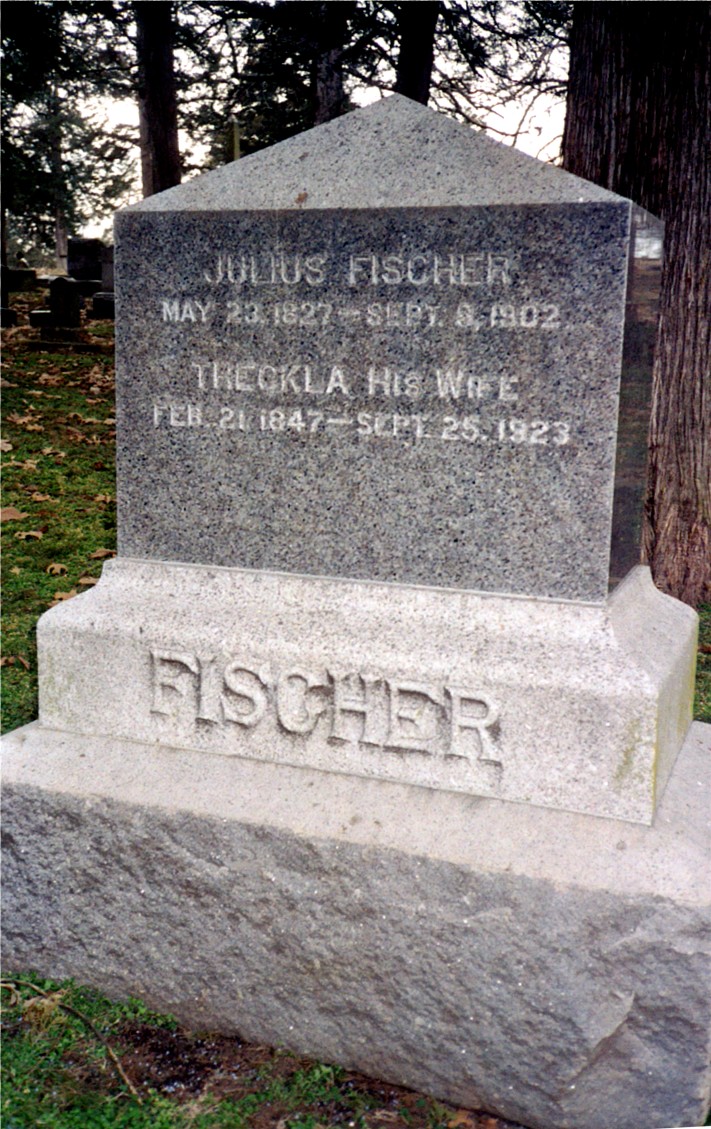 JULIUS FISCHER
MAY 23, 1827 — SEPT. 8, 1902
THECKLA HIS WIFE
FEB. 21, 1847 — SEPT. 25, 1923
FISCHER